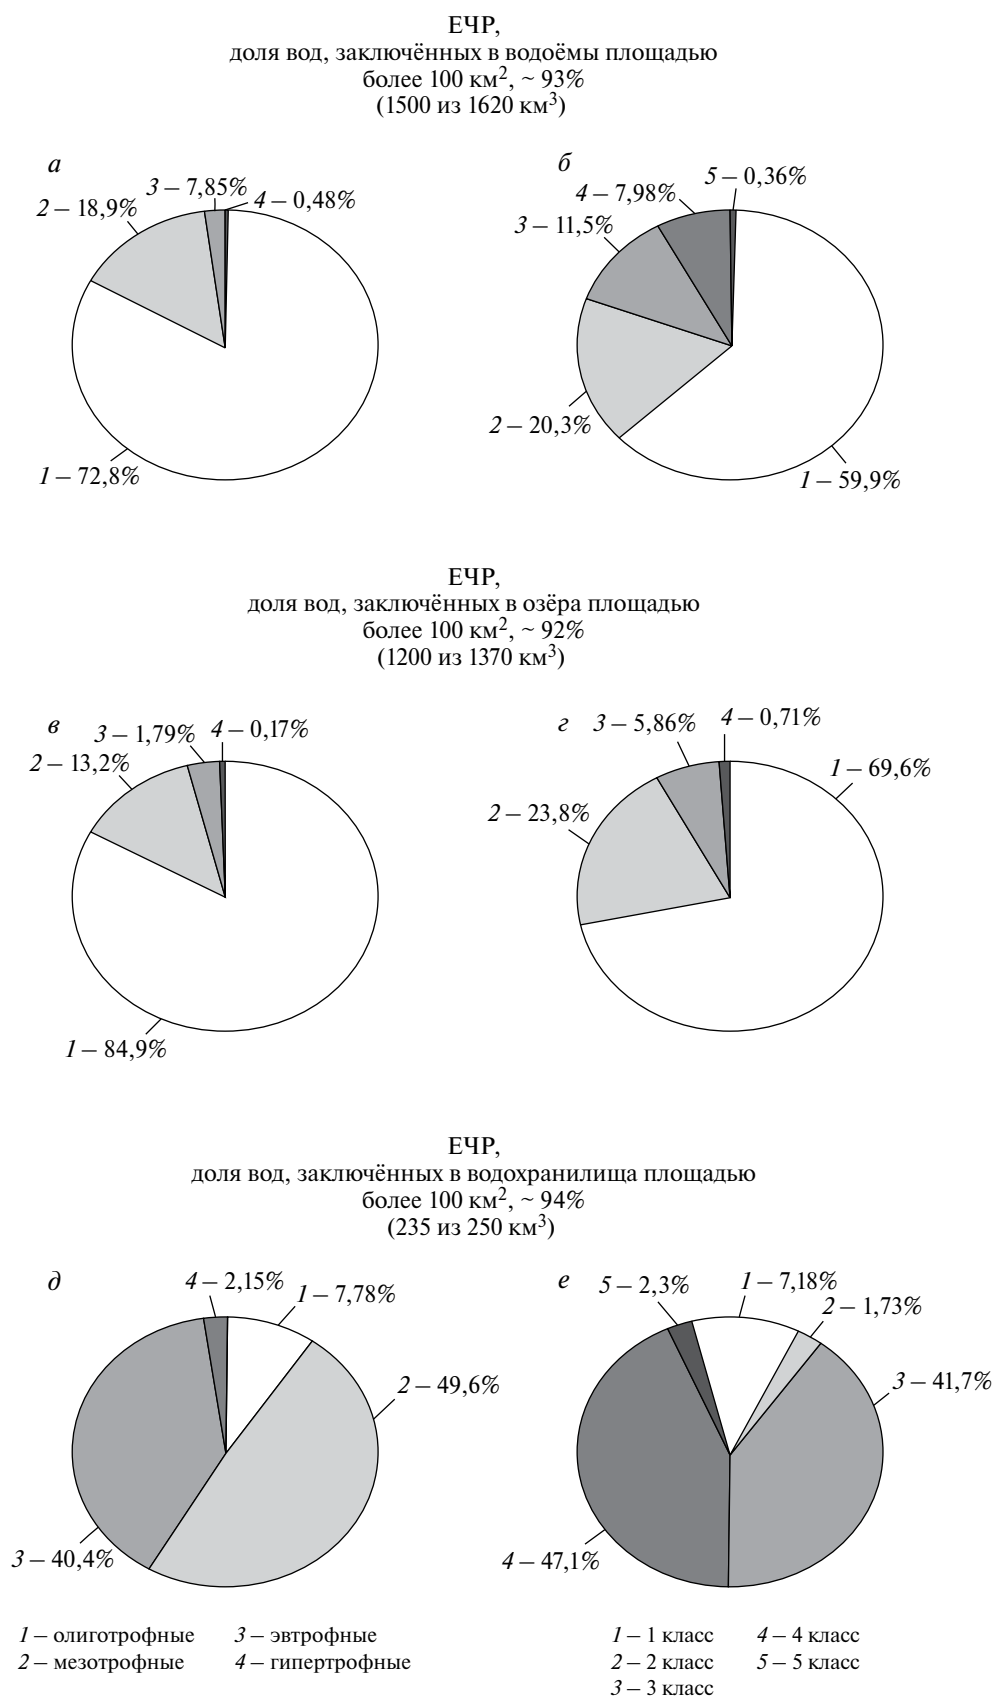 ЕЧР,
доля вод, заключённых в водоёмы площадью
более 100 км², ~ 93%
(1500 из 1620 км³)
а
1 – 72,8%
2 – 18,9%
3 – 7,85%
4 – 0,48%
б
1 – 59,9%
2 – 20,3%
3 – 11,5%
4 – 7,98%
5 – 0,36%
ЕЧР,
доля вод, заключённых в озёра площадью
более 100 км², ~ 92%
(1200 из 1370 км³)
в
1 – 84,9%
2 – 13,2%
3 – 1,79%
4 – 0,17%
г
1 – 69,6%
2 – 23,8%
3 – 5,86%
4 – 0,71%
ЕЧР,
доля вод, заключённых в водохранилища площадью
более 100 км², ~ 94%
(235 из 250 км³)
д
1 – 7,78%
2 – 49,6%
3 – 40,4%
4 – 2,15%
е
1 – 7,18%
2 – 1,73%
3 – 41,7%
4 – 47,1%
5 – 2,3%
1 – олиготрофные
2 – мезотрофные
3 – эвтрофные
4 – гипертрофные
1 – 1 класс
2 – 2 класс
3 – 3 класс
4 – 4 класс
5 – 5 класс